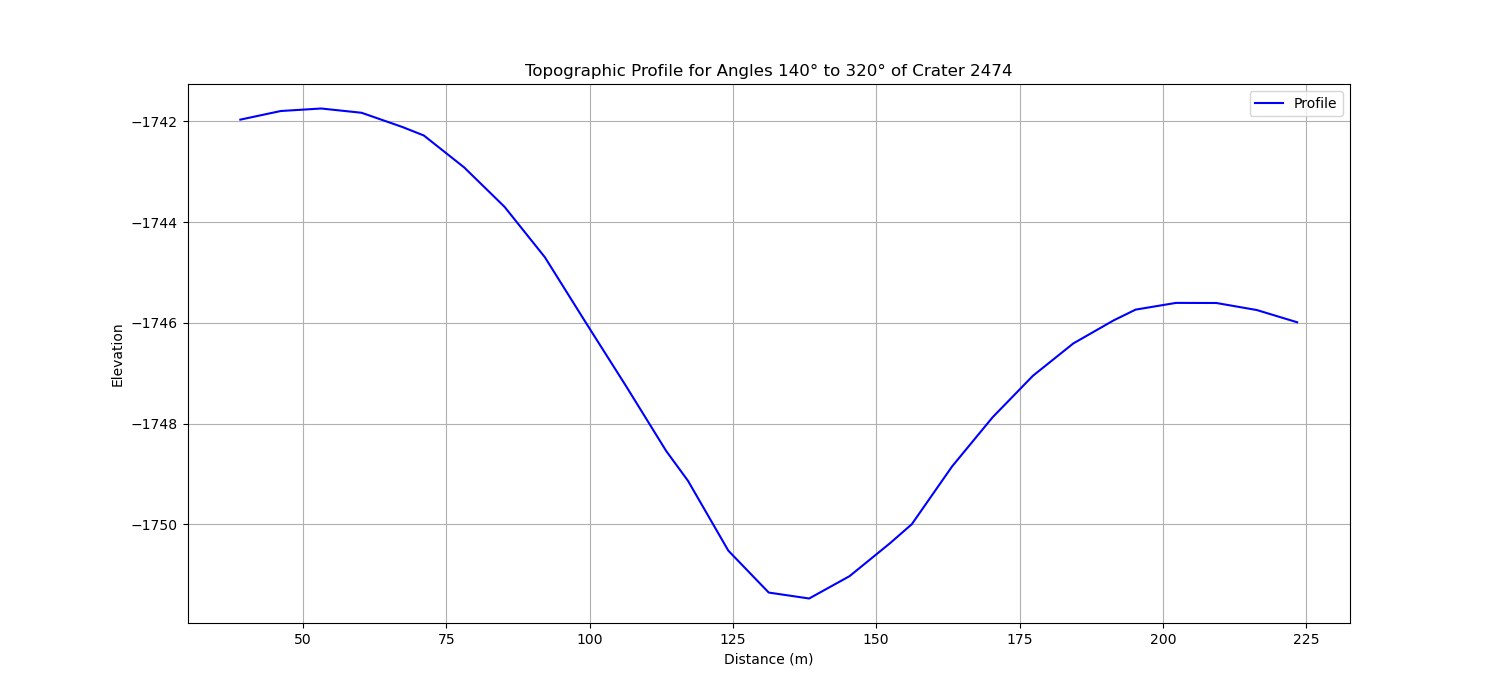 Topographic Profile for Angles 140° to 320° of Crater 2474
Profile
−1742
−1744
−1746
−1748
−1750
Elevation
50 75 100 125 150 175 200 225
Distance (m)